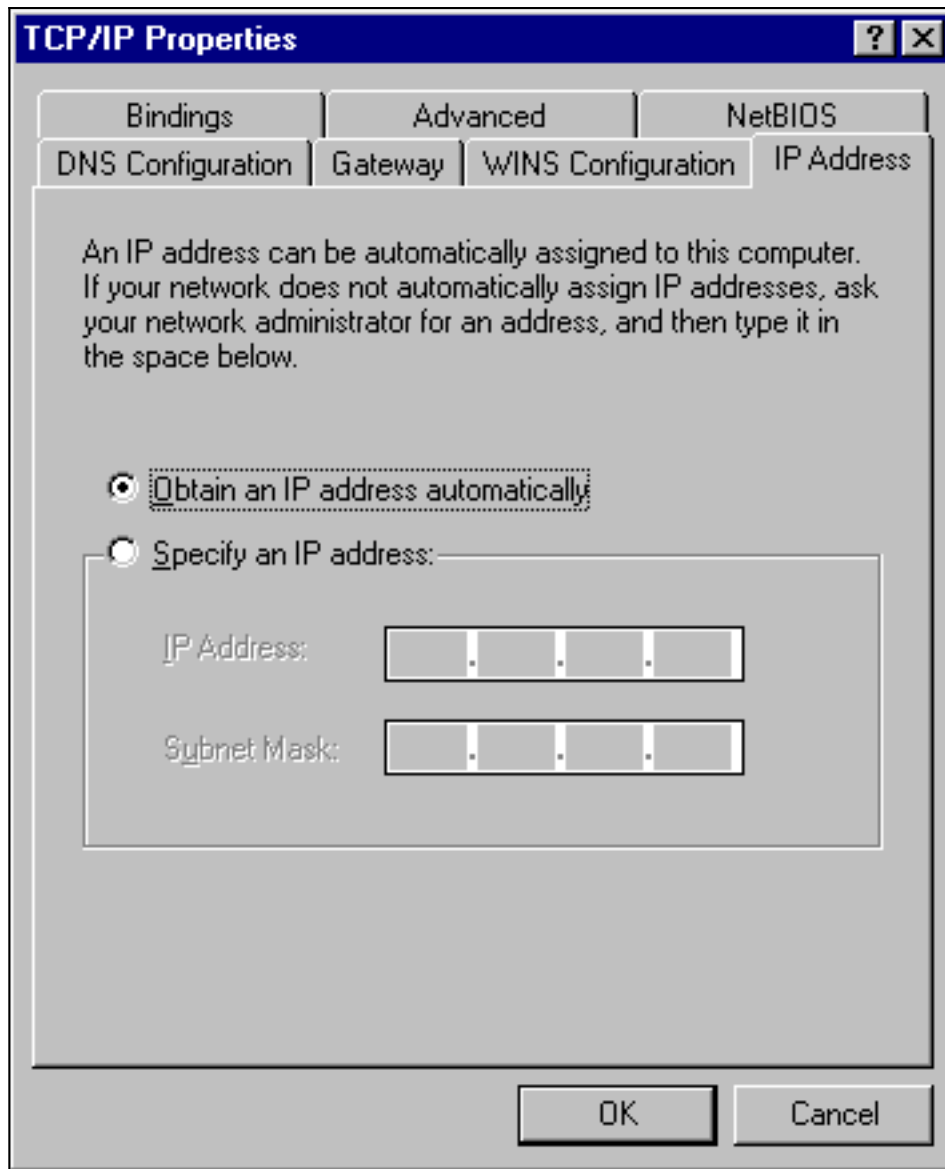 TCP/IP Properties
Bindings Advanced NetBIOS
DNS Configuration Gateway WINS Configuration IP Address
An IP address can be automatically assigned to this computer.
If your network does not automatically assign IP addresses, ask
your network administrator for an address, and then type it in
the space below.
Obtain an IP address automatically
Specify an IP address:
IP Address:
Subnet Mask:
OK Cancel